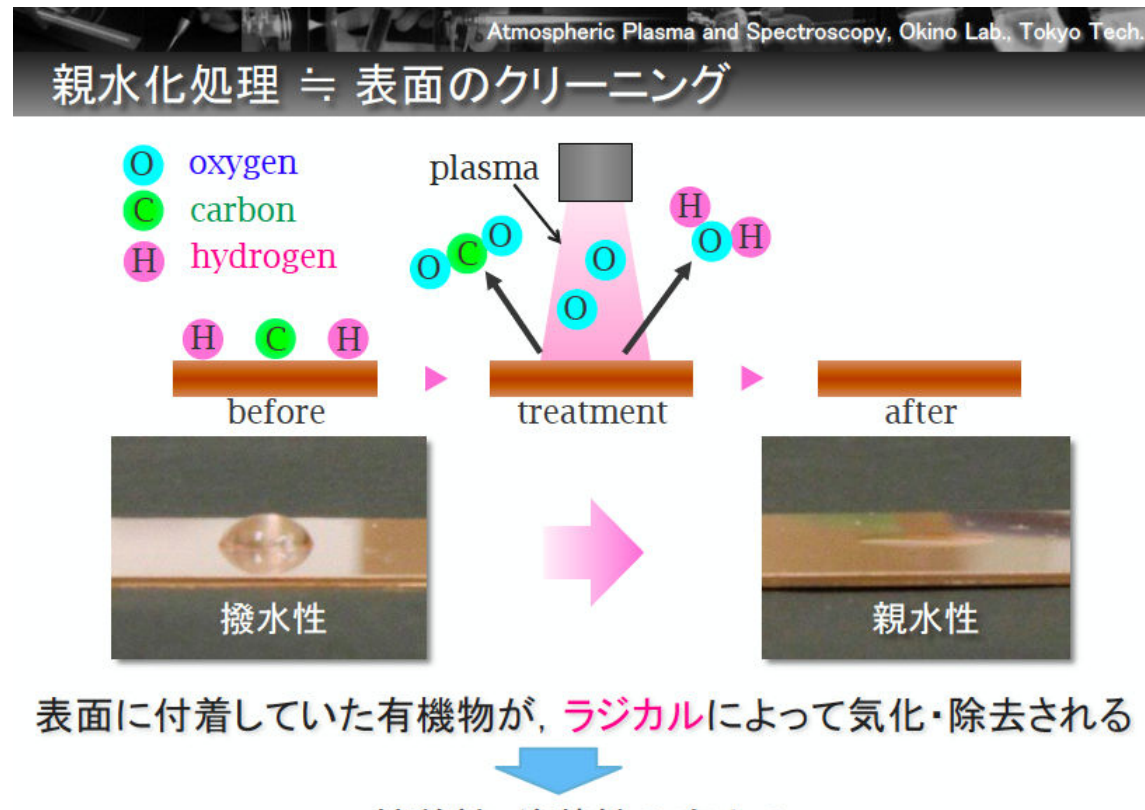 Atmospheric Plasma and Spectroscopy, Okino Lab., Tokyo Tech.
親水化処理 ≒ 表面のクリーニング
O oxygen
C carbon
H hydrogen
plasma
O C O
O
O
H O H
H C H
before
treatment
after
撥水性
親水性
表面に付着していた有機物が，ラジカルによって気化・除去される